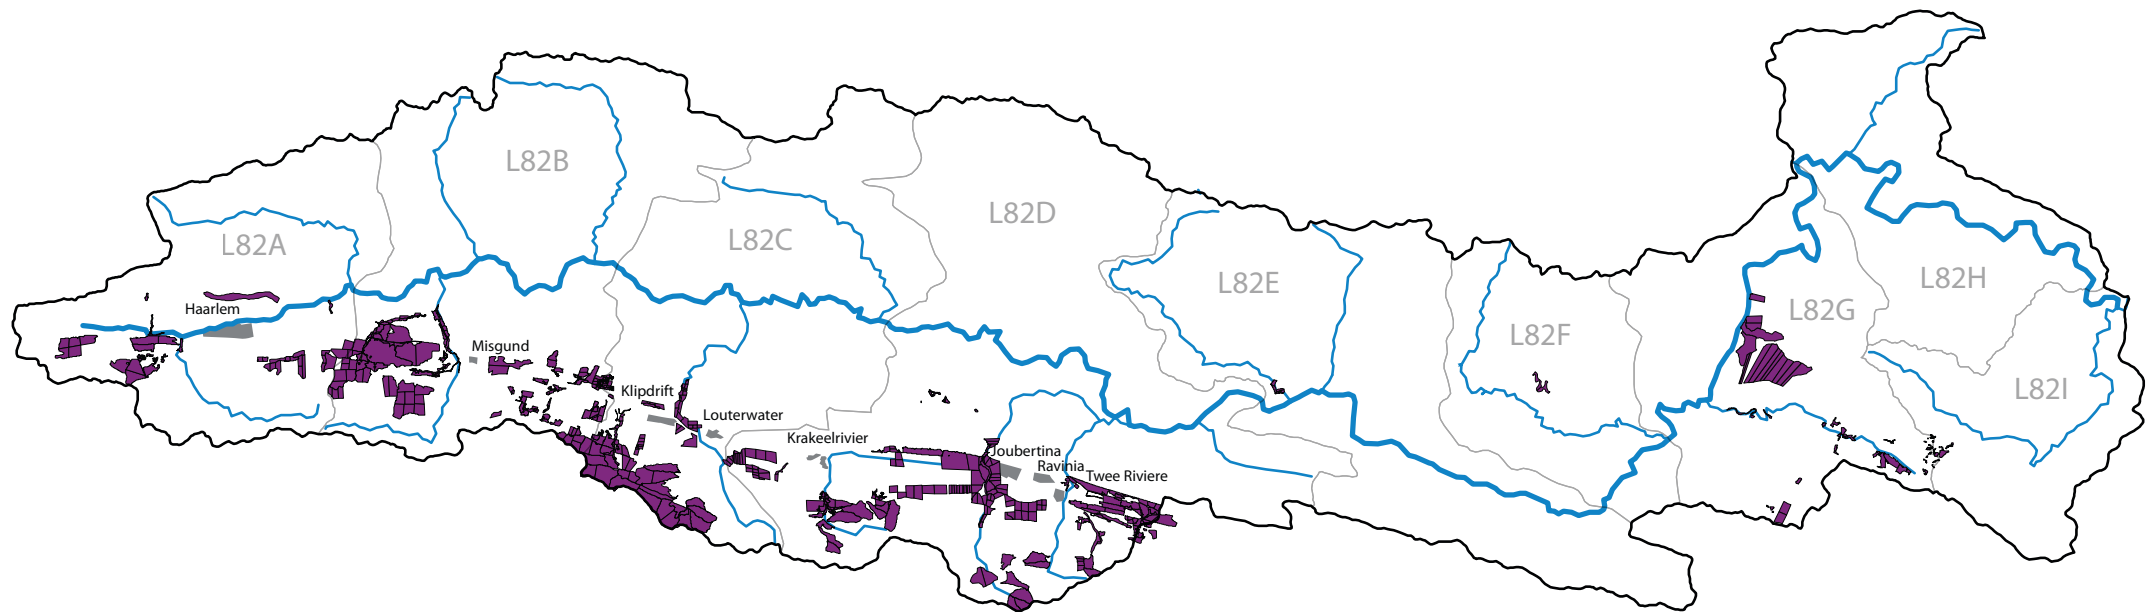 L82B
L82D
L82C
L82A
L82H
L82E
L82G
Haarlem
L82F
Misgund
L82I
Klipdrift
Louterwater
Krakeelrivier
Joubertina
Ravinia
Twee Riviere